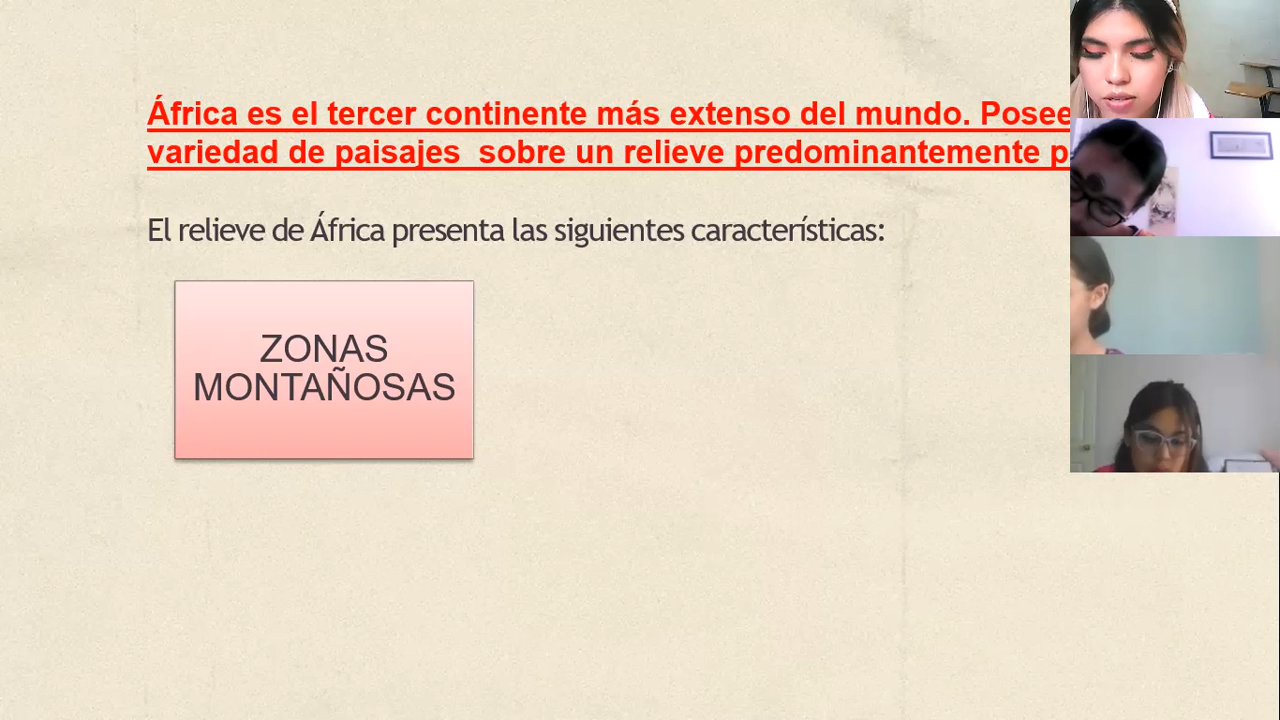 África es el tercer continente más extenso del mundo. Posee
variedad de paisajes sobre un relieve predominantemente
El relieve de África presenta las siguientes características:
ZONAS
MONTAÑOSAS